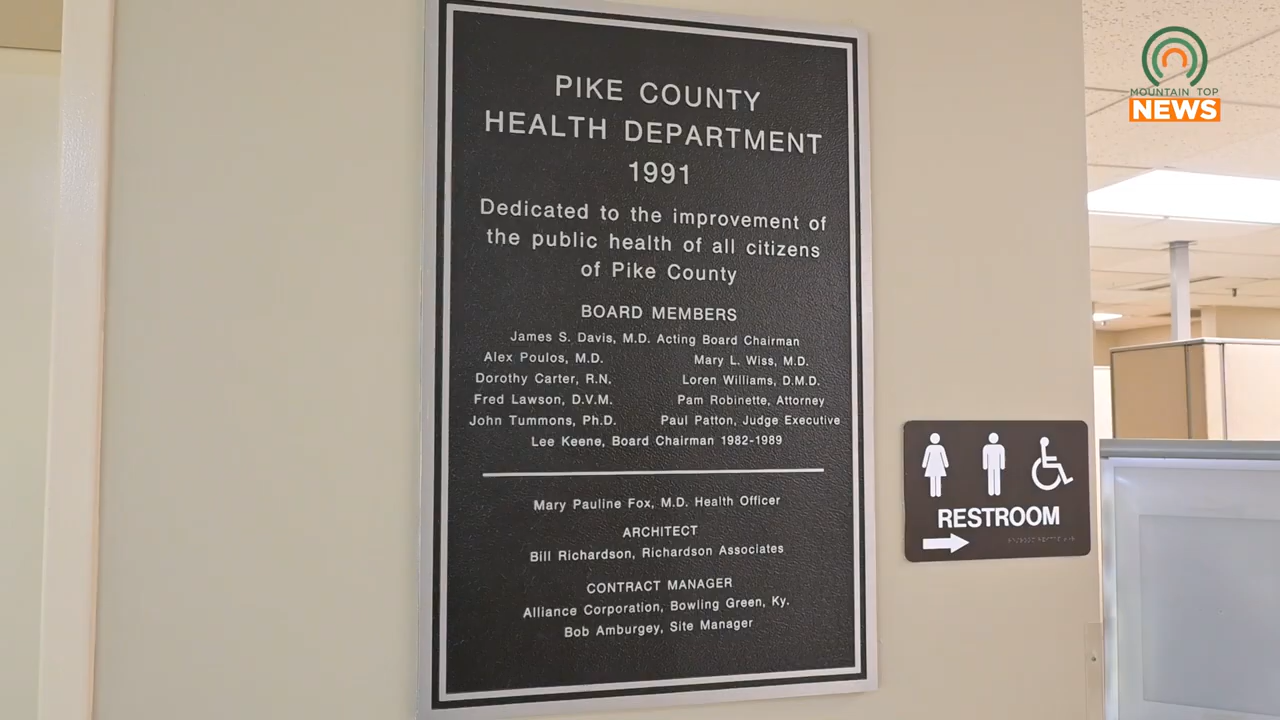 PIKE COUNTY
HEALTH DEPARTMENT
1991
Dedicated to the improvement of
the public health of all citizens
of Pike County
BOARD MEMBERS
James S. Davis, M.D. Acting Board Chairman
Alex Poulos, M.D. Mary L. Wiss, M.D.
Dorothy Carter, R.N. Loren Williams, D.M.D.
Fred Lawson, D.V.M. Pam Robinette, Attorney
John Tummons, Ph.D. Paul Patton, Judge Executive
Lee Keene, Board Chairman 1982-1989
Mary Pauline Fox, M.D. Health Officer
ARCHITECT
Bill Richardson, Richardson Associates
CONTRACT MANAGER
Alliance Corporation, Bowling Green, Ky.
Bob Amburgey, Site Manager
RESTROOM
MOUNTAIN TOP
NEWS